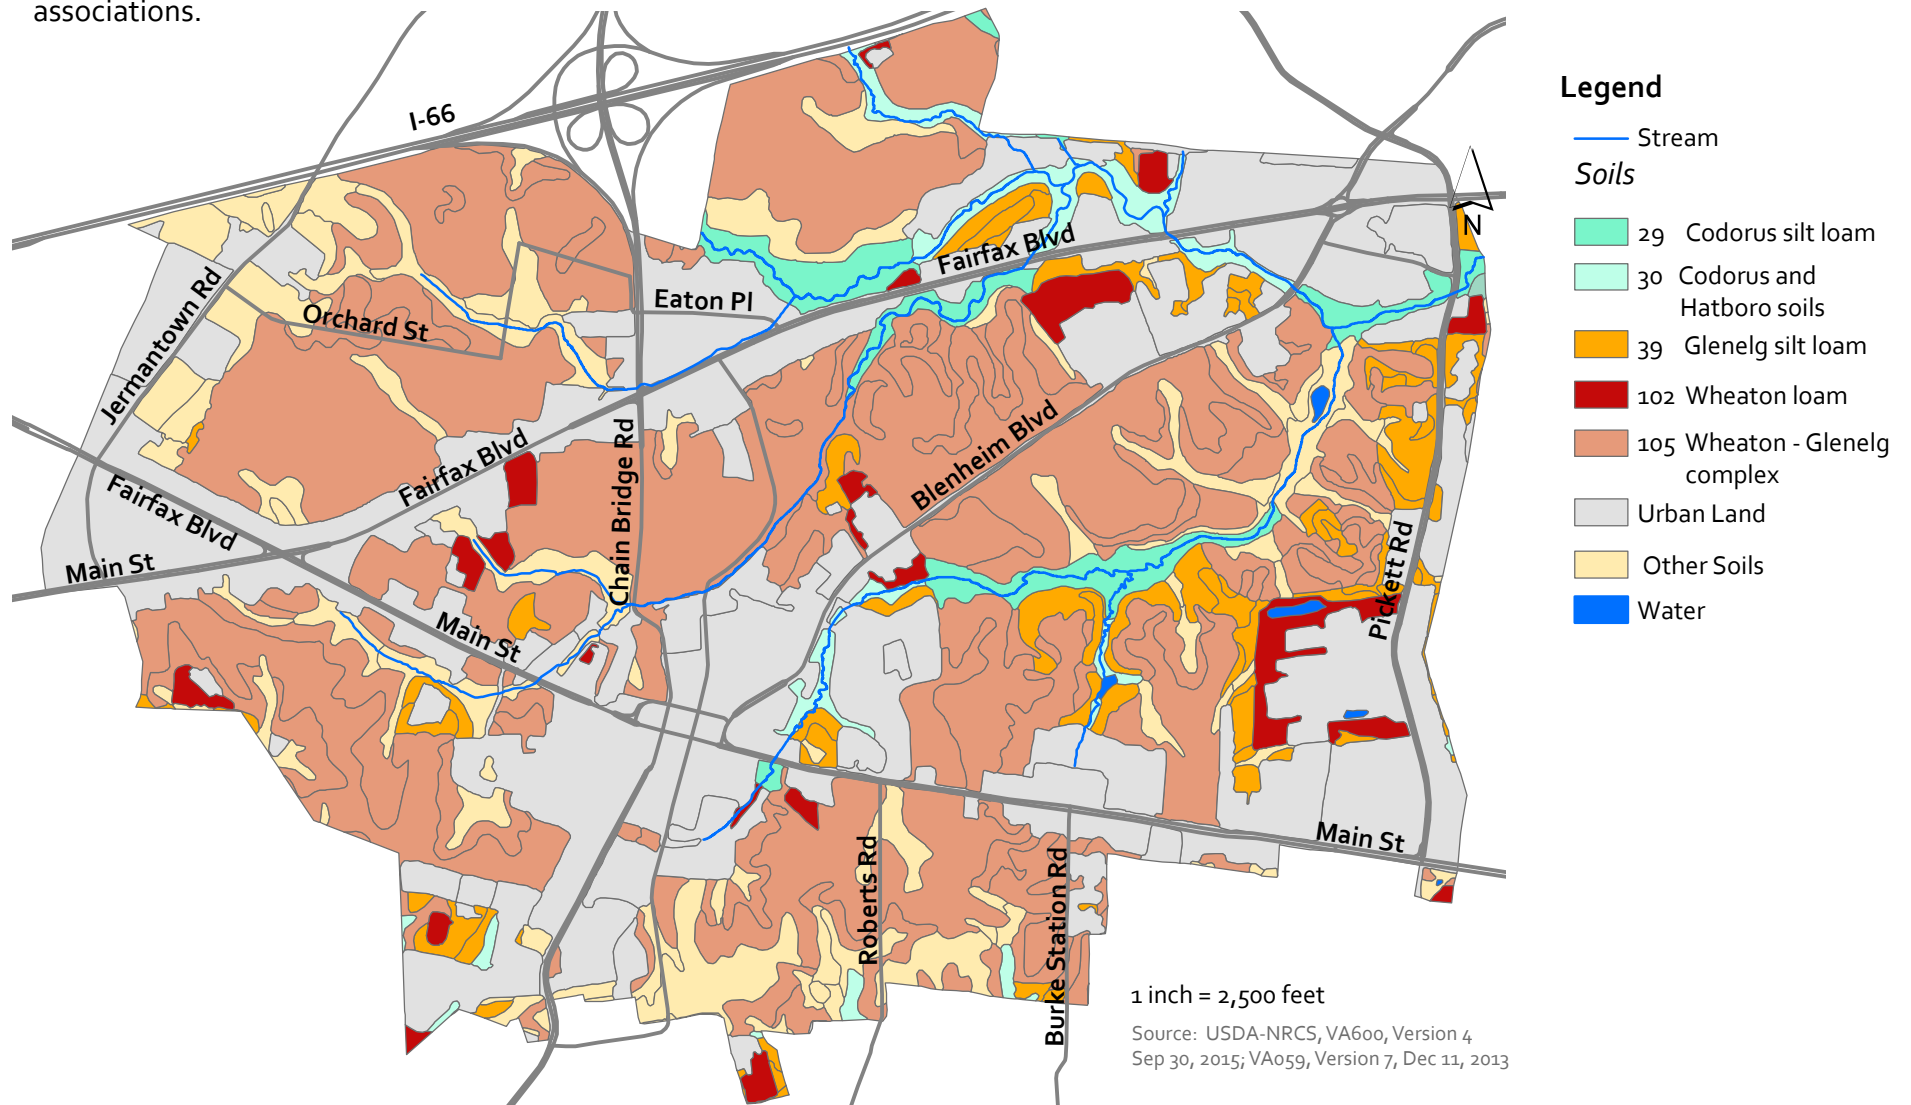 associations.
I-66
Jermantown Rd
Orchard St
Eaton Pl
Fairfax Blvd
Fairfax Blvd
Fairfax Blvd
Main St
Main St
Chain Bridge Rd
Blenheim Blvd
Pickett Rd
Main St
Roberts Rd
Burke Station Rd
N
Legend
Stream
Soils
29 Codorus silt loam
30 Codorus and
Hatboro soils
39 Glenelg silt loam
102 Wheaton loam
105 Wheaton - Glenelg
complex
Urban Land
Other Soils
Water
1 inch = 2,500 feet
Source: USDA-NRCS, VA600, Version 4
Sep 30, 2015; VA059, Version 7, Dec 11, 2013